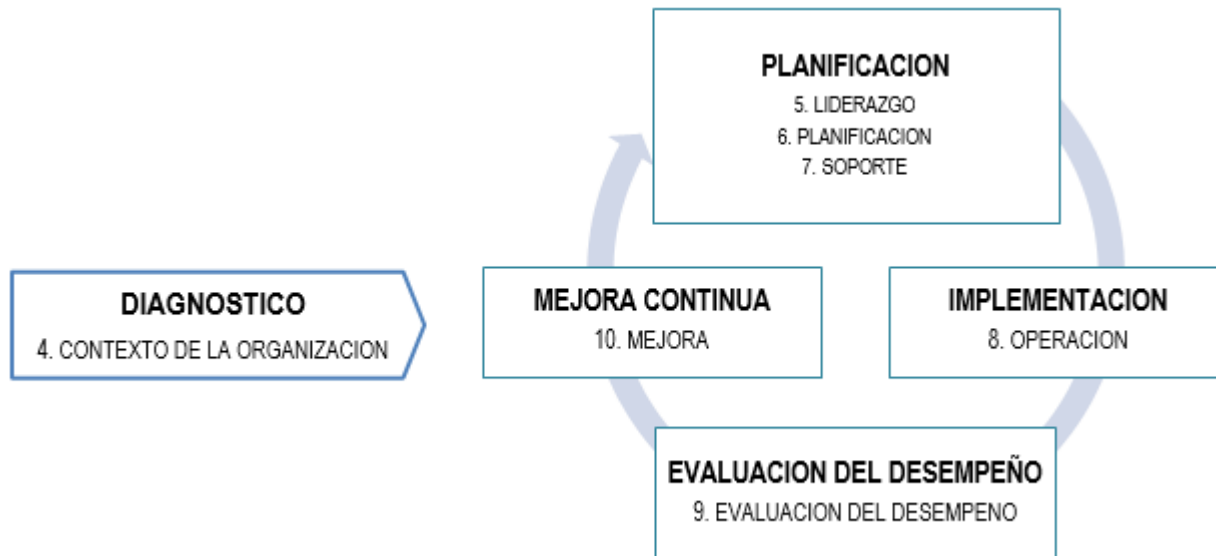 PLANIFICACION
5. LIDERAZGO
6. PLANIFICACION
7. SOPORTE
DIAGNOSTICO
4. CONTEXTO DE LA ORGANIZACION
MEJORA CONTINUA
10. MEJORA
IMPLEMENTACION
8. OPERACION
EVALUACION DEL DESEMPEÑO
9. EVALUACION DEL DESEMPENO